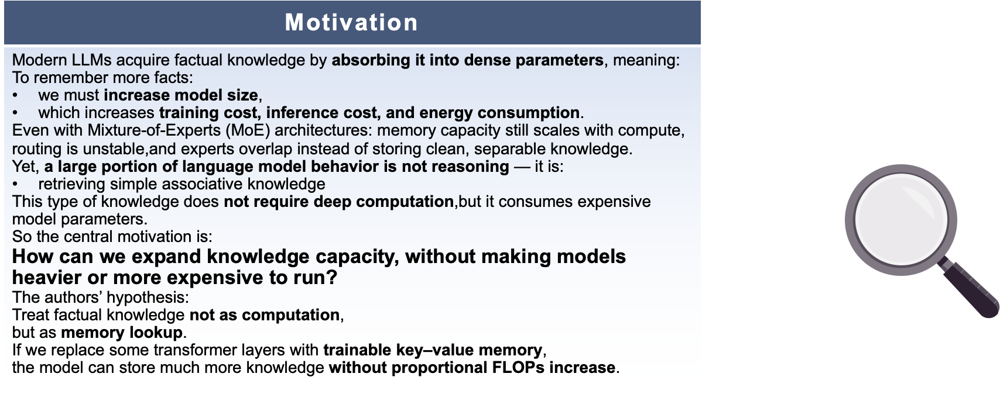 Motivation
Modern LLMs acquire factual knowledge by absorbing it into dense parameters, meaning:
To remember more facts:
• we must increase model size,
• which increases training cost, inference cost, and energy consumption.
Even with Mixture-of-Experts (MoE) architectures: memory capacity still scales with compute,
routing is unstable,and experts overlap instead of storing clean, separable knowledge.
Yet, a large portion of language model behavior is not reasoning — it is:
• retrieving simple associative knowledge
This type of knowledge does not require deep computation,but it consumes expensive
model parameters.
So the central motivation is:
How can we expand knowledge capacity, without making models
heavier or more expensive to run?
The authors’ hypothesis:
Treat factual knowledge not as computation,
but as memory lookup.
If we replace some transformer layers with trainable key–value memory,
the model can store much more knowledge without proportional FLOPs increase.